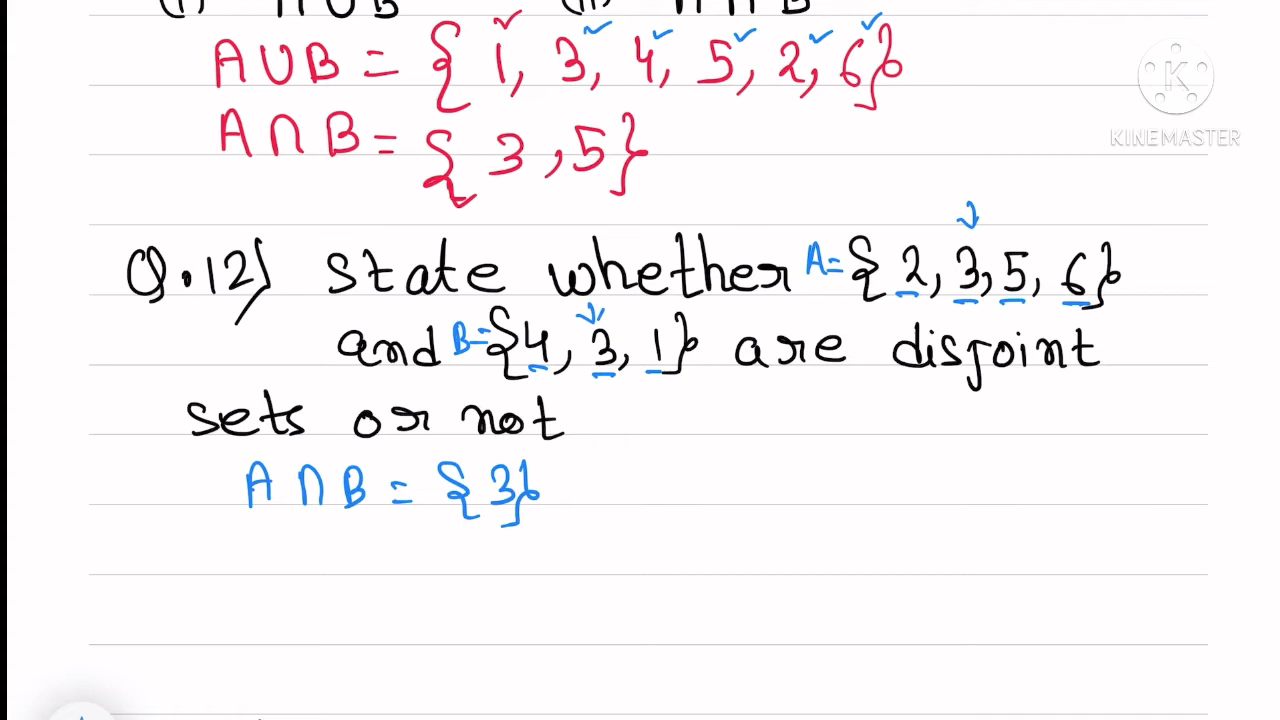 (i) A∪B (ii) A∩B
A∪B = { 1, 3, 4, 5, 2, 6}
K
KINEMASTER
A∩B = { 3, 5}
Q.12) State whether A={ 2, 3, 5, 6}
and B={4, 3, 1} are disjoint
sets or not
A∩B = { 3}